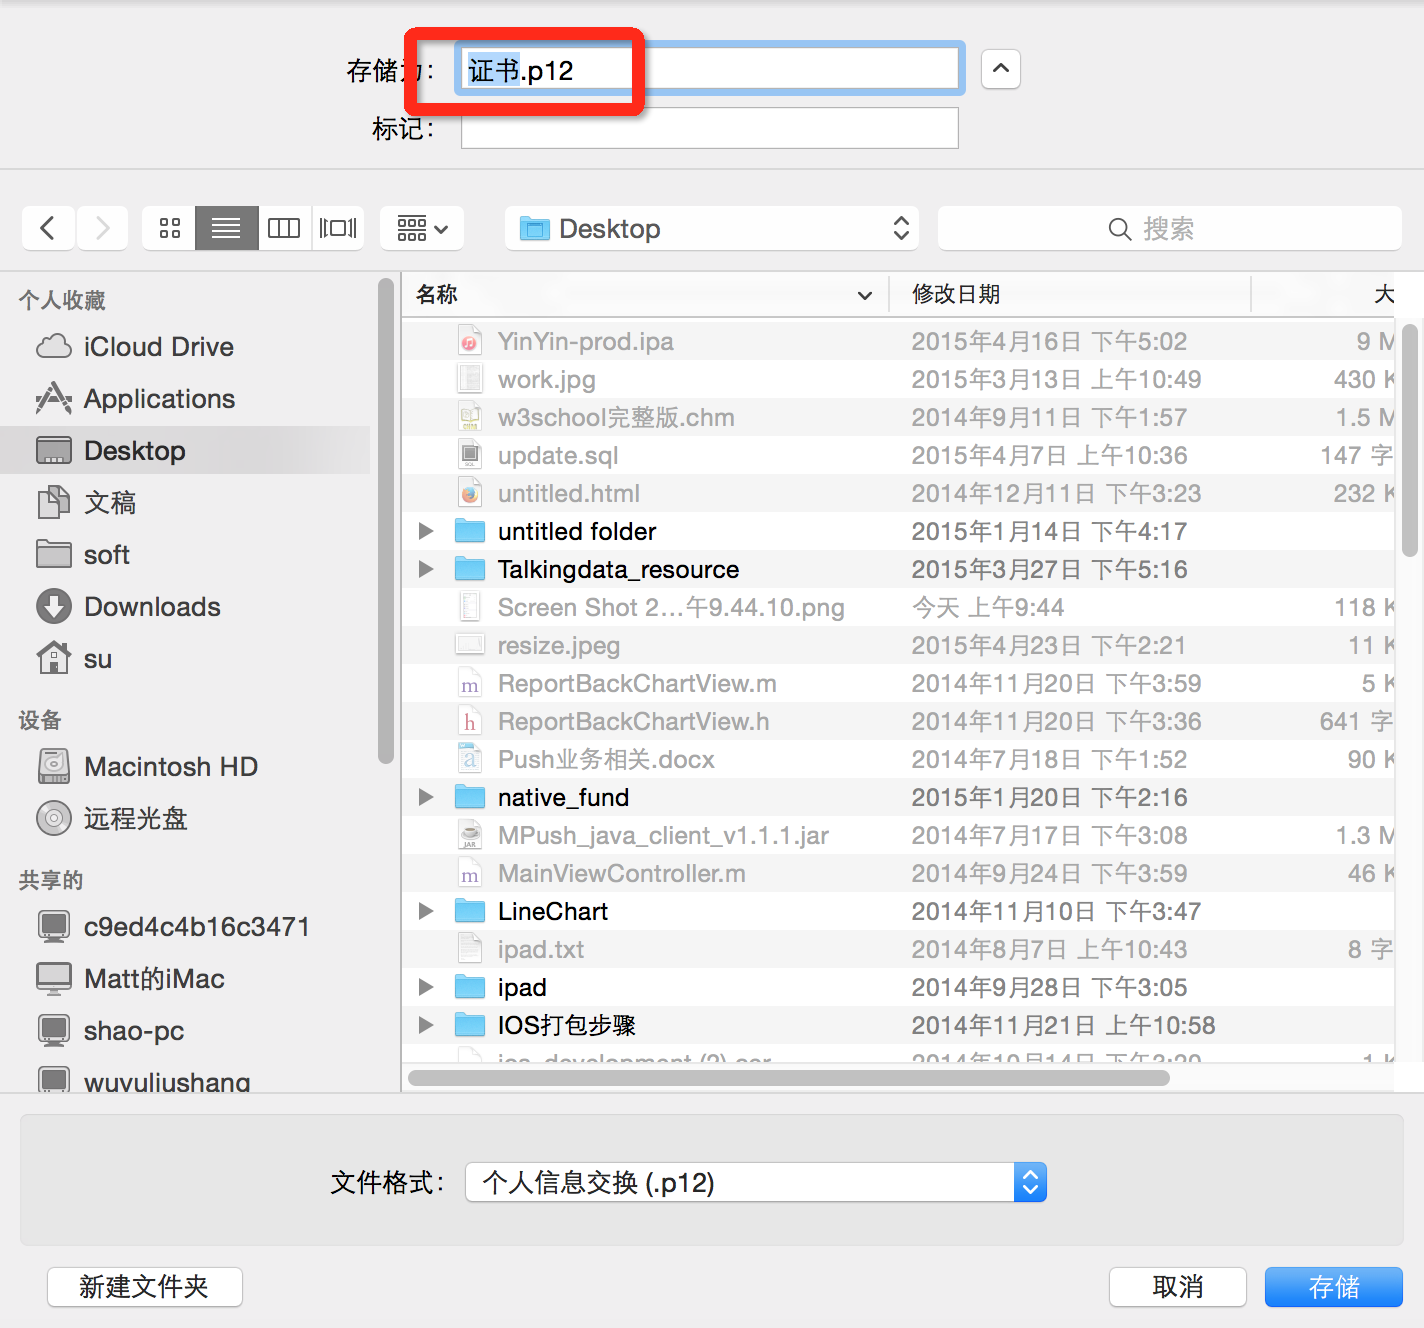 存储为：
证书.p12
标记：
Desktop
搜索
个人收藏
iCloud Drive
Applications
Desktop
文稿
soft
Downloads
su
设备
Macintosh HD
远程光盘
共享的
c9ed4c4b16c3471
Matt的iMac
shao-pc
wuyuliushang
名称 修改日期 大
YinYin-prod.ipa 2015年4月16日 下午5:02 9 M
work.jpg 2015年3月13日 上午10:49 430 K
w3school完整版.chm 2014年9月11日 下午1:57 1.5 M
update.sql 2015年4月7日 上午10:36 147 字
untitled.html 2014年12月11日 下午3:23 232 K
untitled folder 2015年1月14日 下午4:17
Talkingdata_resource 2015年3月27日 下午5:16
Screen Shot 2...午9.44.10.png 今天 上午9:44 118 K
resize.jpeg 2015年4月23日 下午2:21 11 K
ReportBackChartView.m 2014年11月20日 下午3:59 5 K
ReportBackChartView.h 2014年11月20日 下午3:36 641 字
Push业务相关.docx 2014年7月18日 下午1:52 90 K
native_fund 2015年1月20日 下午2:16
MPush_java_client_v1.1.1.jar 2014年7月17日 下午3:08 1.3 M
MainViewController.m 2014年9月24日 下午3:59 46 K
LineChart 2014年11月10日 下午3:47
ipad.txt 2014年8月7日 上午10:43 8 字
ipad 2014年9月28日 下午3:05
IOS打包步骤 2014年11月21日 上午10:58
ios_development (2).cer 2014年10月14日 下午3:20 1 K
文件格式：
个人信息交换 (.p12)
新建文件夹
取消
存储